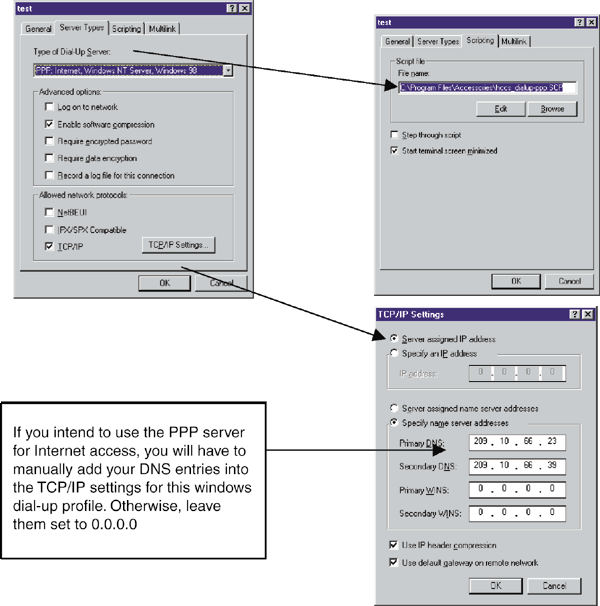 test
General
Server Types
Scripting
Multilink
Type of Dial-Up Server:
PPP: Internet, Windows NT Server, Windows 98
Advanced options:
Log on to network
Enable software compression
Require encrypted password
Require data encryption
Record a log file for this connection
Allowed network protocols:
NetBEUI
IPX/SPX Compatible
TCP/IP
TCP/IP Settings...
OK
Cancel
test
General
Server Types
Scripting
Multilink
Script file
File name:
C:\Program Files\Accessories\hccs_dialup-ppp.SCP
Edit
Browse
Step through script
Start terminal screen minimized
OK
Cancel
TCP/IP Settings
Server assigned IP address
Specify an IP address
IP address:
0 . 0 . 0 . 0
Server assigned name server addresses
Specify name server addresses
Primary DNS:
209 . 10 . 66 . 23
Secondary DNS:
209 . 10 . 66 . 39
Primary WINS:
0 . 0 . 0 . 0
Secondary WINS:
0 . 0 . 0 . 0
Use IP header compression
Use default gateway on remote network
OK
Cancel
If you intend to use the PPP server
for Internet access, you will have to
manually add your DNS entries into
the TCP/IP settings for this windows
dial-up profile. Otherwise, leave
them set to 0.0.0.0